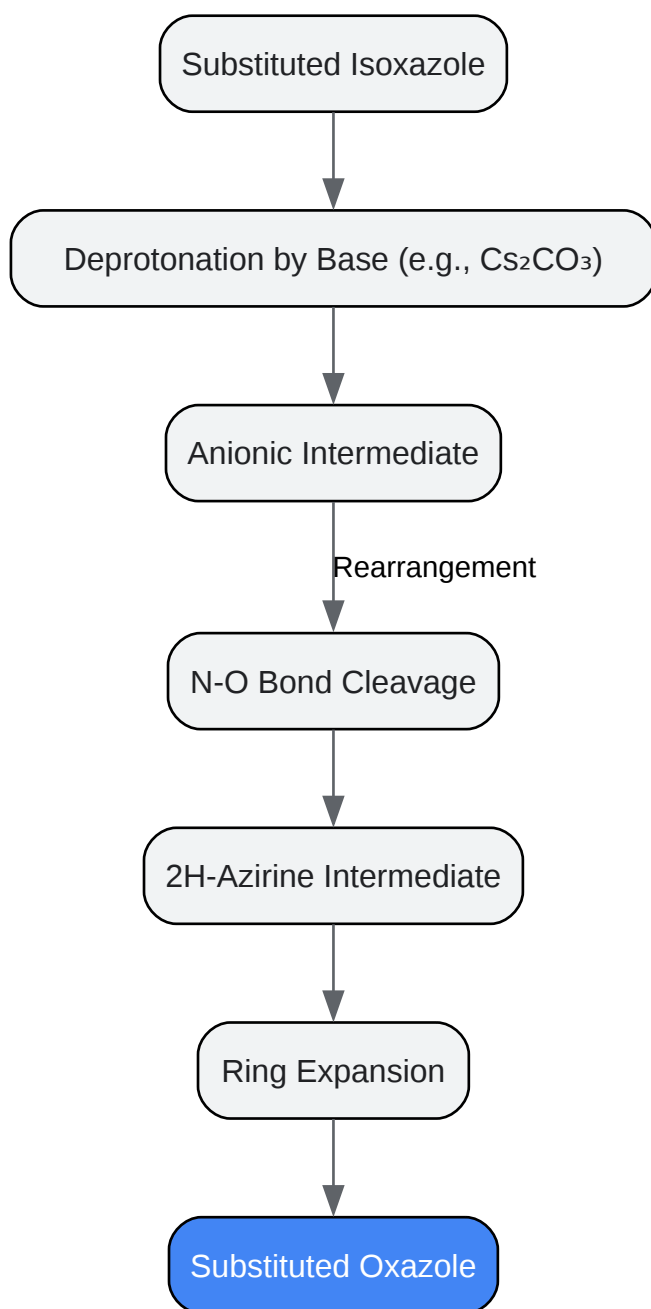 Substituted Isoxazole
Deprotonation by Base (e.g., Cs₂CO₃)
Anionic Intermediate
Rearrangement
N-O Bond Cleavage
2H-Azirine Intermediate
Ring Expansion
Substituted Oxazole